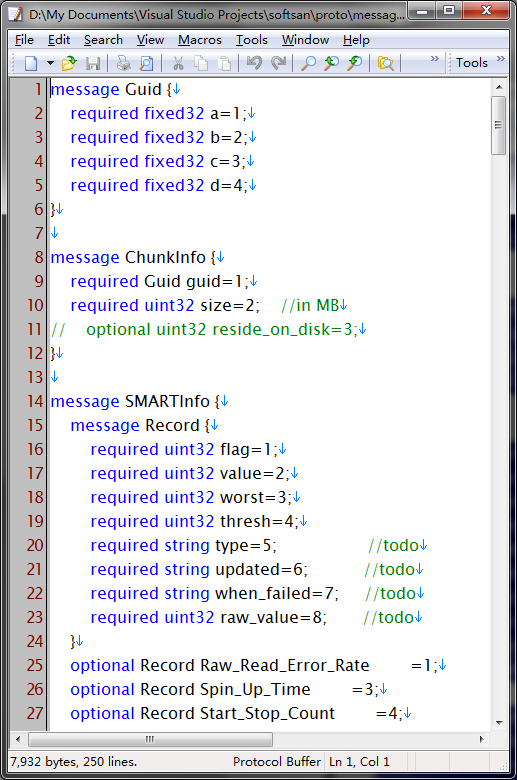 D:\My Documents\Visual Studio Projects\softsan\proto\messag...
File Edit Search View Macros Tools Window Help
Tools
1 message Guid {↓
2 required fixed32 a=1;↓
3 required fixed32 b=2;↓
4 required fixed32 c=3;↓
5 required fixed32 d=4;↓
6 }↓
7 ↓
8 message ChunkInfo {↓
9 required Guid guid=1;↓
10 required uint32 size=2; //in MB↓
11 // optional uint32 reside_on_disk=3;↓
12 }↓
13 ↓
14 message SMARTInfo {↓
15 message Record {↓
16 required uint32 flag=1;↓
17 required uint32 value=2;↓
18 required uint32 worst=3;↓
19 required uint32 thresh=4;↓
20 required string type=5; //todo↓
21 required string updated=6; //todo↓
22 required string when_failed=7; //todo↓
23 required uint32 raw_value=8; //todo↓
24 }↓
25 optional Record Raw_Read_Error_Rate =1;↓
26 optional Record Spin_Up_Time =3;↓
27 optional Record Start_Stop_Count =4;↓
7,932 bytes, 250 lines. Protocol Buffer Ln 1, Col 1